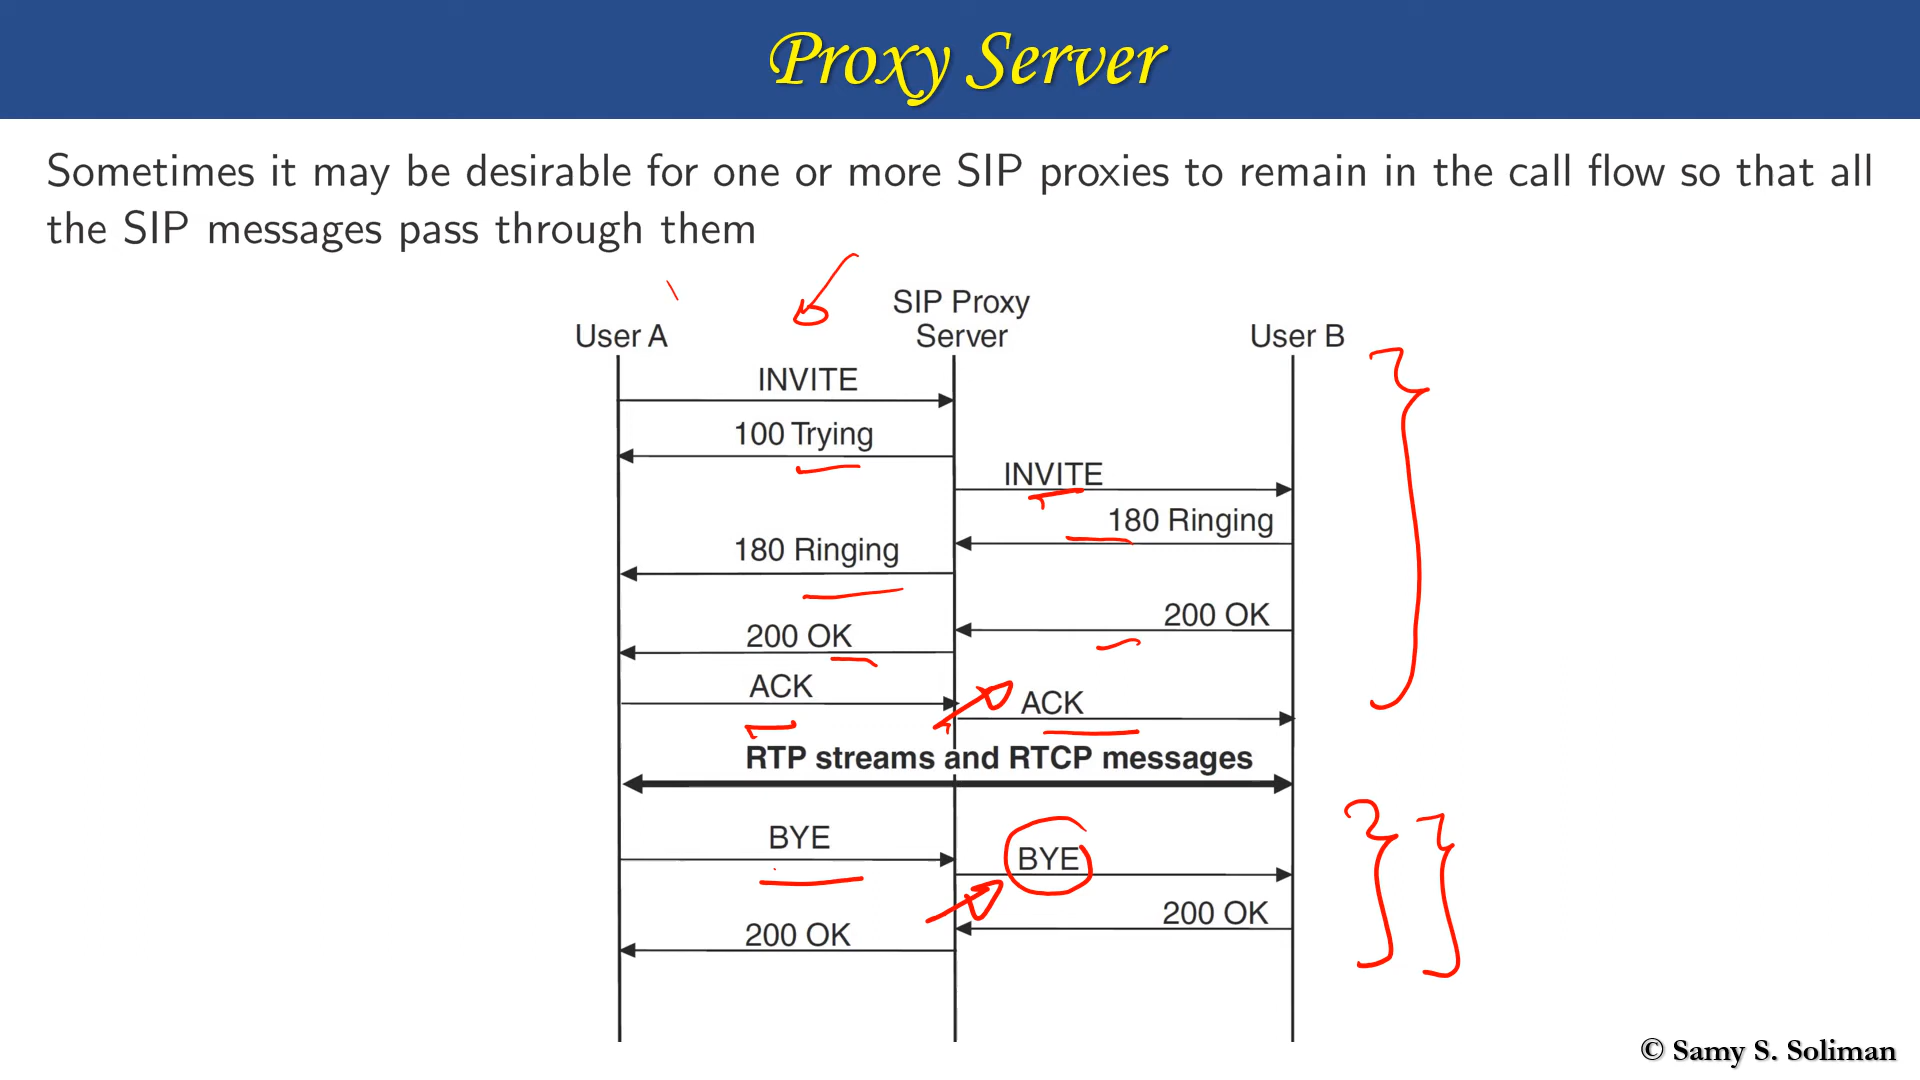 Proxy Server
Sometimes it may be desirable for one or more SIP proxies to remain in the call flow so that all
the SIP messages pass through them
SIP Proxy
User A Server User B
INVITE
100 Trying
INVITE
180 Ringing
180 Ringing
200 OK
200 OK
ACK
ACK
RTP streams and RTCP messages
BYE
BYE
200 OK
200 OK
© Samy S. Soliman